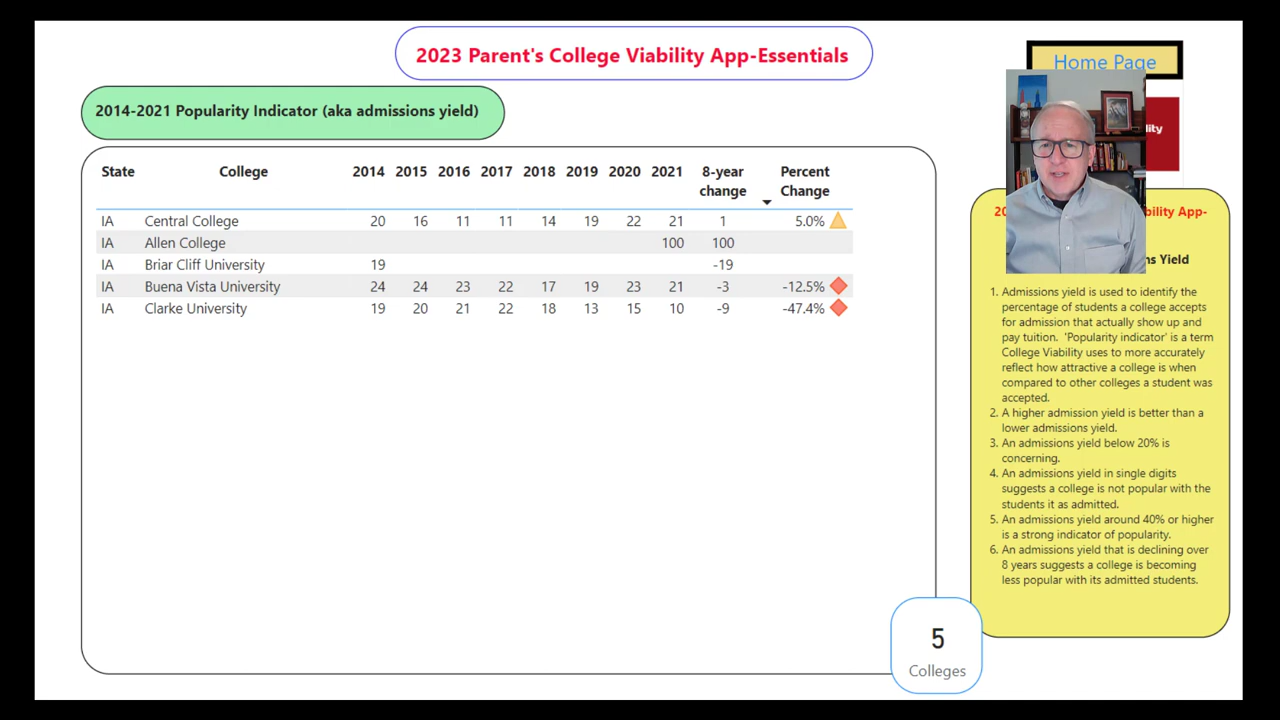 2023 Parent's College Viability App-Essentials
Home Page
2014-2021 Popularity Indicator (aka admissions yield)
State College 2014 2015 2016 2017 2018 2019 2020 2021 8-year change Percent Change
IA Central College 20 16 11 11 14 19 22 21 1 5.0%
IA Allen College 100 100
IA Briar Cliff University 19 -19
IA Buena Vista University 24 24 23 22 17 19 23 21 -3 -12.5%
IA Clarke University 19 20 21 22 18 13 15 10 -9 -47.4%
5
Colleges
App-
Yield
1. Admissions yield is used to identify the
percentage of students a college accepts
for admission that actually show up and
pay tuition. 'Popularity indicator' is a term
College Viability uses to more accurately
reflect how attractive a college is when
compared to other colleges a student was
accepted.
2. A higher admission yield is better than a
lower admissions yield.
3. An admissions yield below 20% is
concerning.
4. An admissions yield in single digits
suggests a college is not popular with the
students it as admitted.
5. An admissions yield around 40% or higher
is a strong indicator of popularity.
6. An admissions yield that is declining over
8 years suggests a college is becoming
less popular with its admitted students.